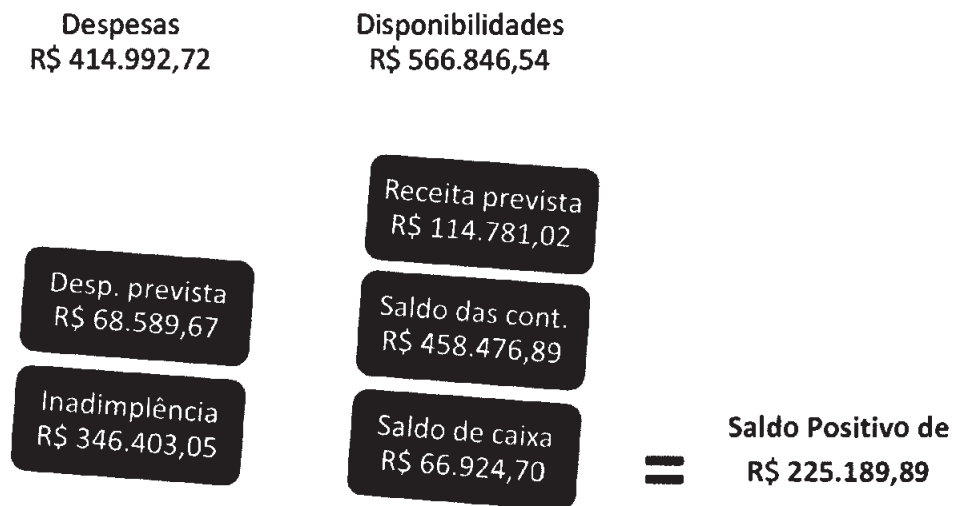 Despesas
R$ 414.992,72
Disponibilidades
R$ 566.846,54
Receita prevista
R$ 114.781,02
Desp. prevista
R$ 68.589,67
Saldo das cont.
R$ 458.476,89
Inadimplência
R$ 346.403,05
Saldo de caixa
R$ 66.924,70
=
Saldo Positivo de
R$ 225.189,89